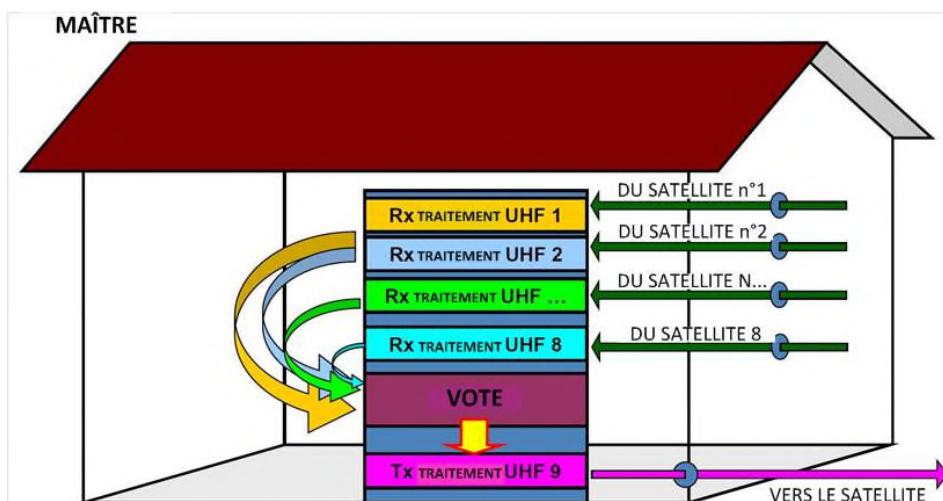 MAÎTRE
DU SATELLITE n°1
Rx TRAITEMENT UHF 1
DU SATELLITE n°2
Rx TRAITEMENT UHF 2
DU SATELLITE N...
Rx TRAITEMENT UHF ...
DU SATELLITE 8
Rx TRAITEMENT UHF 8
VOTE
Tx TRAITEMENT UHF 9
VERS LE SATELLITE